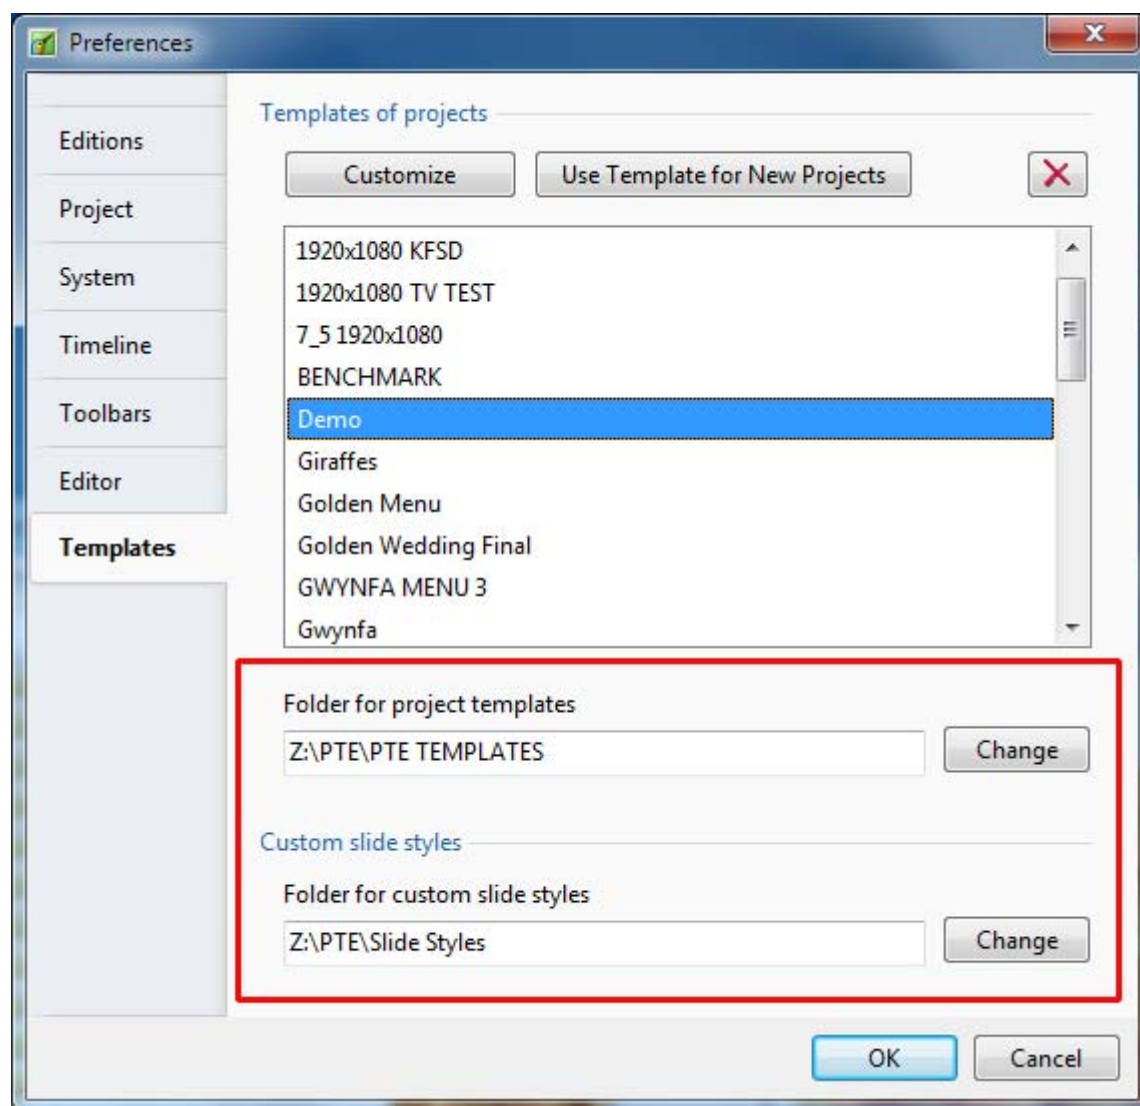 Preferences
Editions
Project
System
Timeline
Toolbars
Editor
Templates
Templates of projects
Customize
Use Template for New Projects
1920x1080 KFSD
1920x1080 TV TEST
7_5 1920x1080
BENCHMARK
Demo
Giraffes
Golden Menu
Golden Wedding Final
GWYNFA MENU 3
Gwynfa
Folder for project templates
Z:\PTE\PTE TEMPLATES
Change
Custom slide styles
Folder for custom slide styles
Z:\PTE\Slide Styles
Change
OK
Cancel